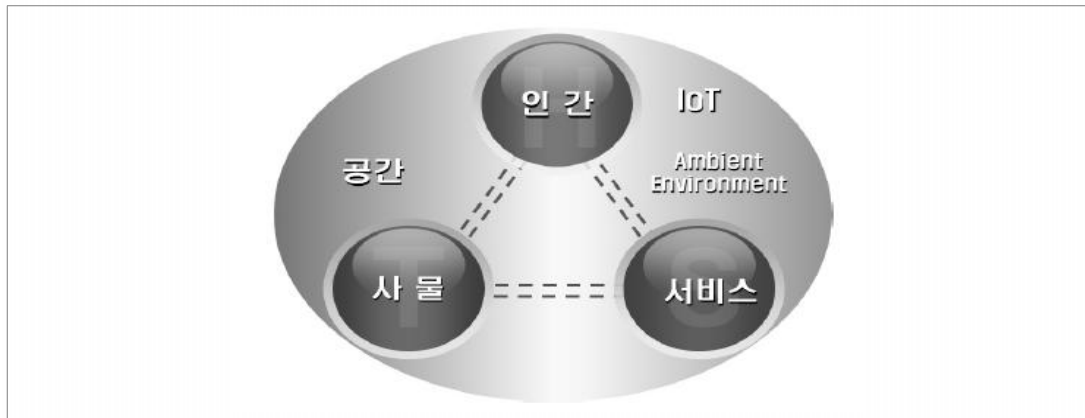 인 간
IoT
공간
Ambient
Environment
사 물
서비스
H
T
S